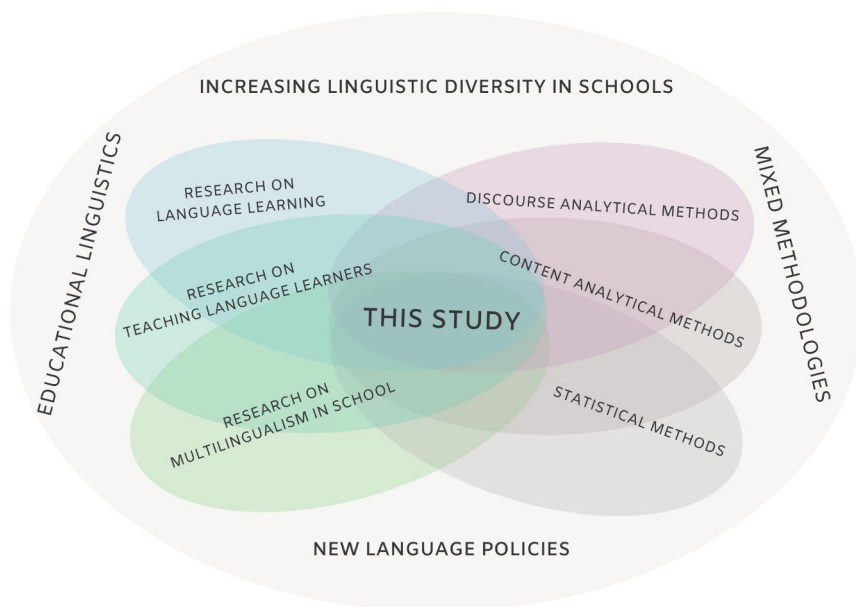 INCREASING LINGUISTIC DIVERSITY IN SCHOOLS
EDUCATIONAL LINGUISTICS
MIXED METHODOLOGIES
RESEARCH ON
LANGUAGE LEARNING
DISCOURSE ANALYTICAL METHODS
RESEARCH ON
TEACHING LANGUAGE LEARNERS
CONTENT ANALYTICAL METHODS
THIS STUDY
RESEARCH ON
MULTILINGUALISM IN SCHOOL
STATISTICAL METHODS
NEW LANGUAGE POLICIES